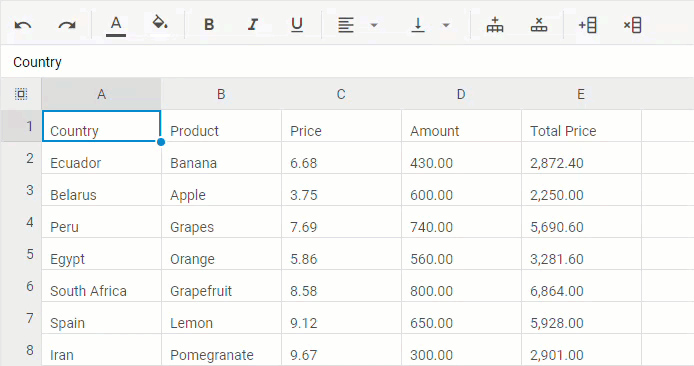 A B I U
Country
A B C D E
1 Country Product Price Amount Total Price
2 Ecuador Banana 6.68 430.00 2,872.40
3 Belarus Apple 3.75 600.00 2,250.00
4 Peru Grapes 7.69 740.00 5,690.60
5 Egypt Orange 5.86 560.00 3,281.60
6 South Africa Grapefruit 8.58 800.00 6,864.00
7 Spain Lemon 9.12 650.00 5,928.00
8 Iran Pomegranate 9.67 300.00 2,901.00